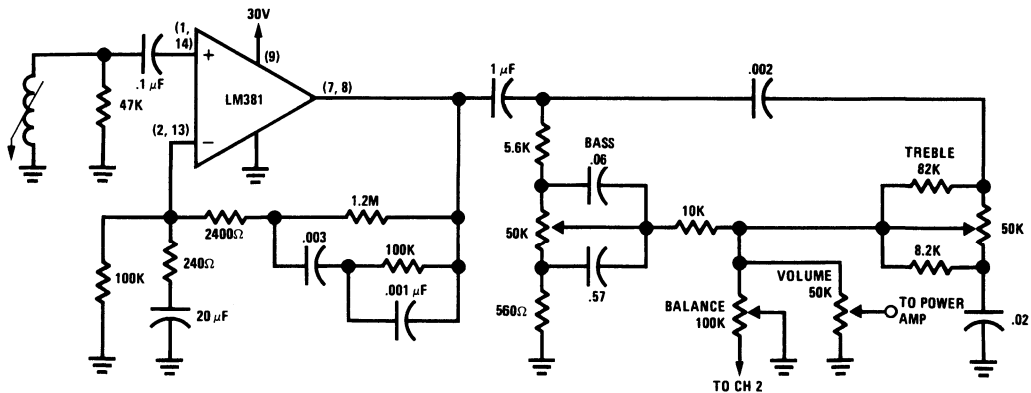 30V
(1,
14)
+
(9)
.1 µF
47K
LM381
(7, 8)
(2, 13)
−
1 µF
.002
5.6K
BASS
.06
TREBLE
82K
1.2M
2400Ω
.003
100K
50K
10K
50K
8.2K
100K
240Ω
.001 µF
.57
VOLUME
50K
20 µF
560Ω
BALANCE
100K
TO POWER
AMP
.02
TO CH 2